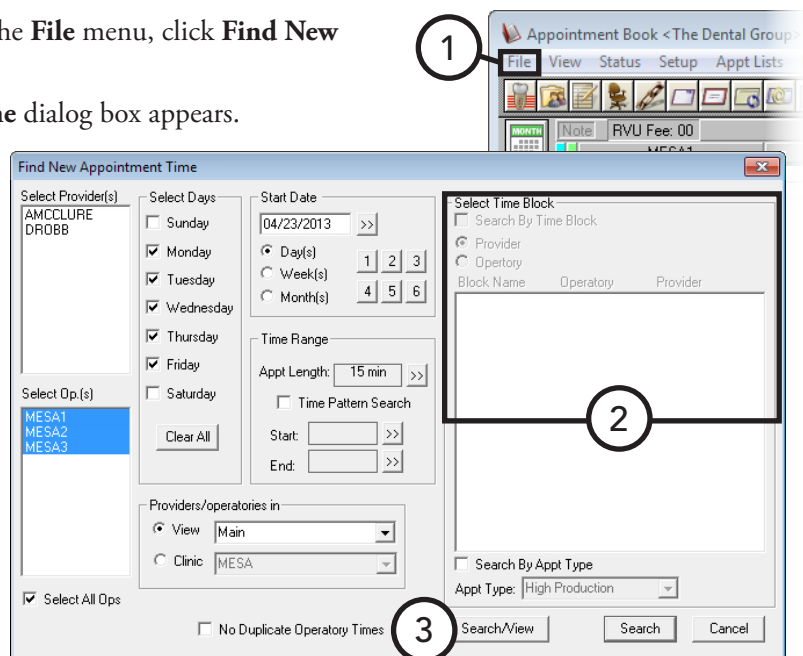 he File menu, click Find New
ne dialog box appears.
1
Appointment Book <The Dental Group>
File View Status Setup Appt Lists
MONTH Note RVU Fee: 00
MESA1
Find New Appointment Time
Select Provider(s)
AMCCLURE
DROBB
Select Op.(s)
MESA1
MESA2
MESA3
Select All Ops
Select Days
Sunday
Monday
Tuesday
Wednesday
Thursday
Friday
Saturday
Clear All
Start Date
04/23/2013 >>
Day(s) 1 2 3
Week(s)
Month(s) 4 5 6
Time Range
Appt Length: 15 min >>
Time Pattern Search
Start: >>
End: >>
Providers/operatories in
View Main
Clinic MESA
No Duplicate Operatory Times
Select Time Block
Search By Time Block
Provider
Opertory
Block Name Operatory Provider
2
Search By Appt Type
Appt Type: High Production
3
Search/View Search Cancel